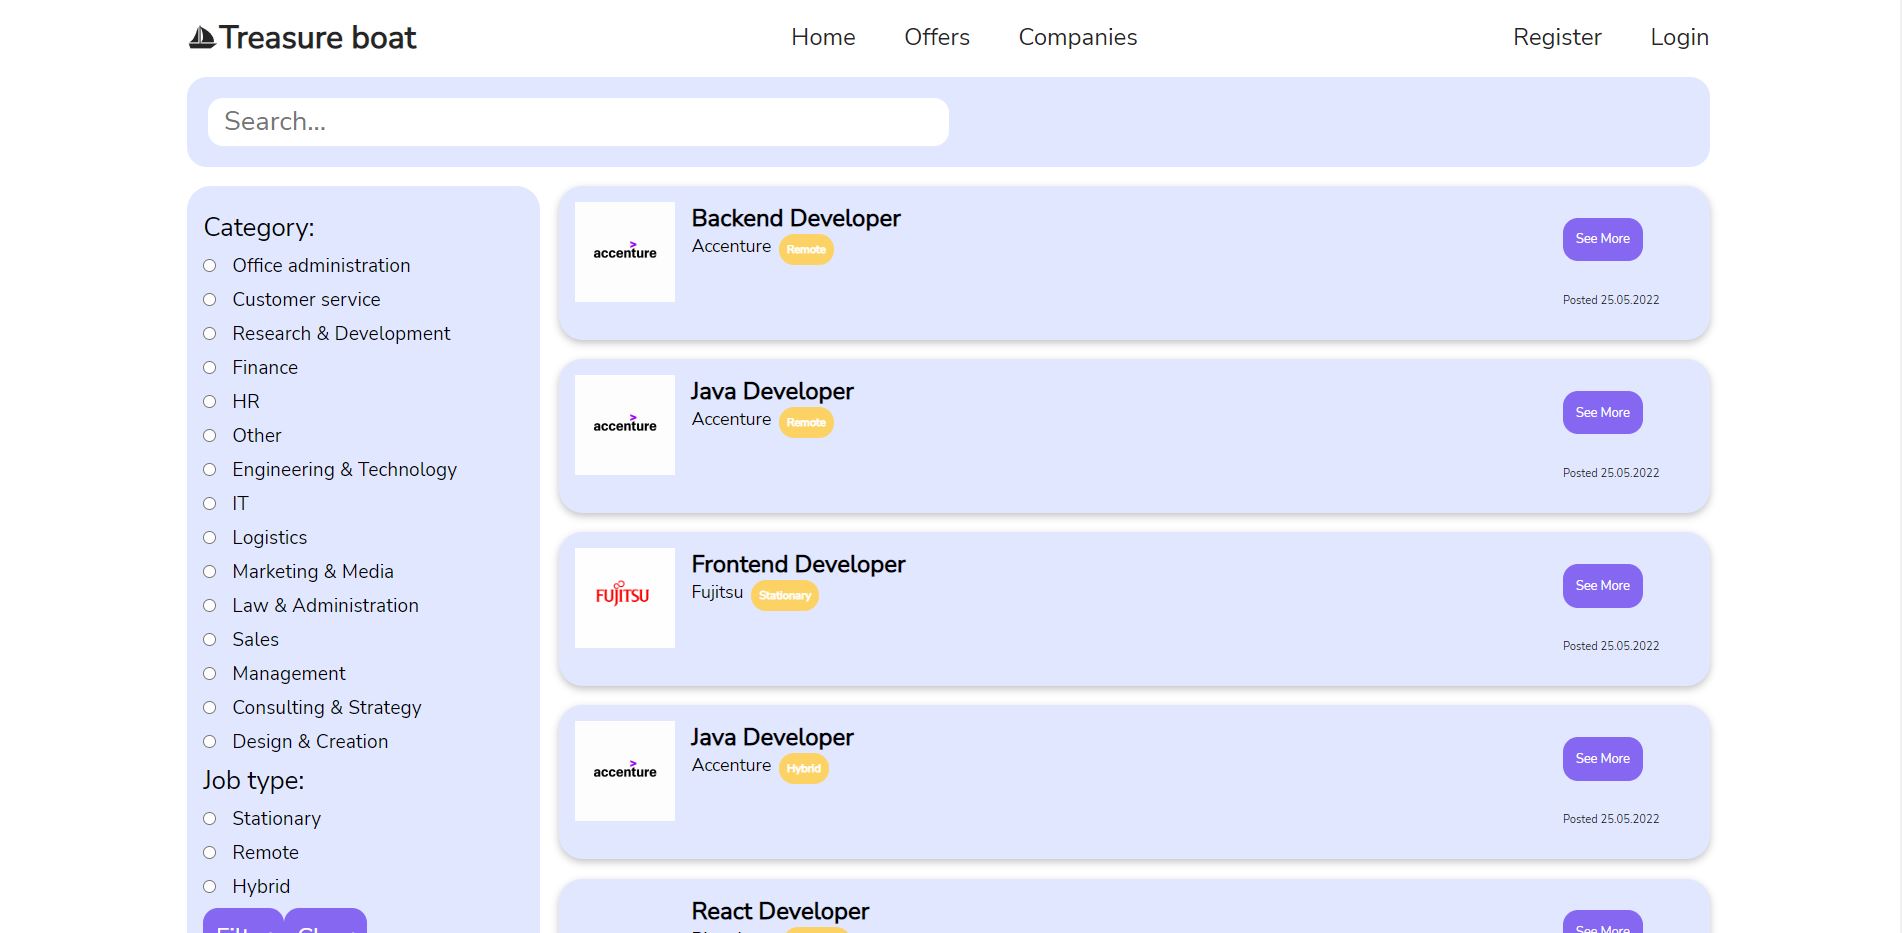 Treasure boat
Home
Offers
Companies
Register
Login
Search...
Category:
Office administration
Customer service
Research & Development
Finance
HR
Other
Engineering & Technology
IT
Logistics
Marketing & Media
Law & Administration
Sales
Management
Consulting & Strategy
Design & Creation
Job type:
Stationary
Remote
Hybrid
accenture
Backend Developer
Accenture Remote
See More
Posted 25.05.2022
accenture
Java Developer
Accenture Remote
See More
Posted 25.05.2022
FUJITSU
Frontend Developer
Fujitsu Stationary
See More
Posted 25.05.2022
accenture
Java Developer
Accenture Hybrid
See More
Posted 25.05.2022
React Developer
See More